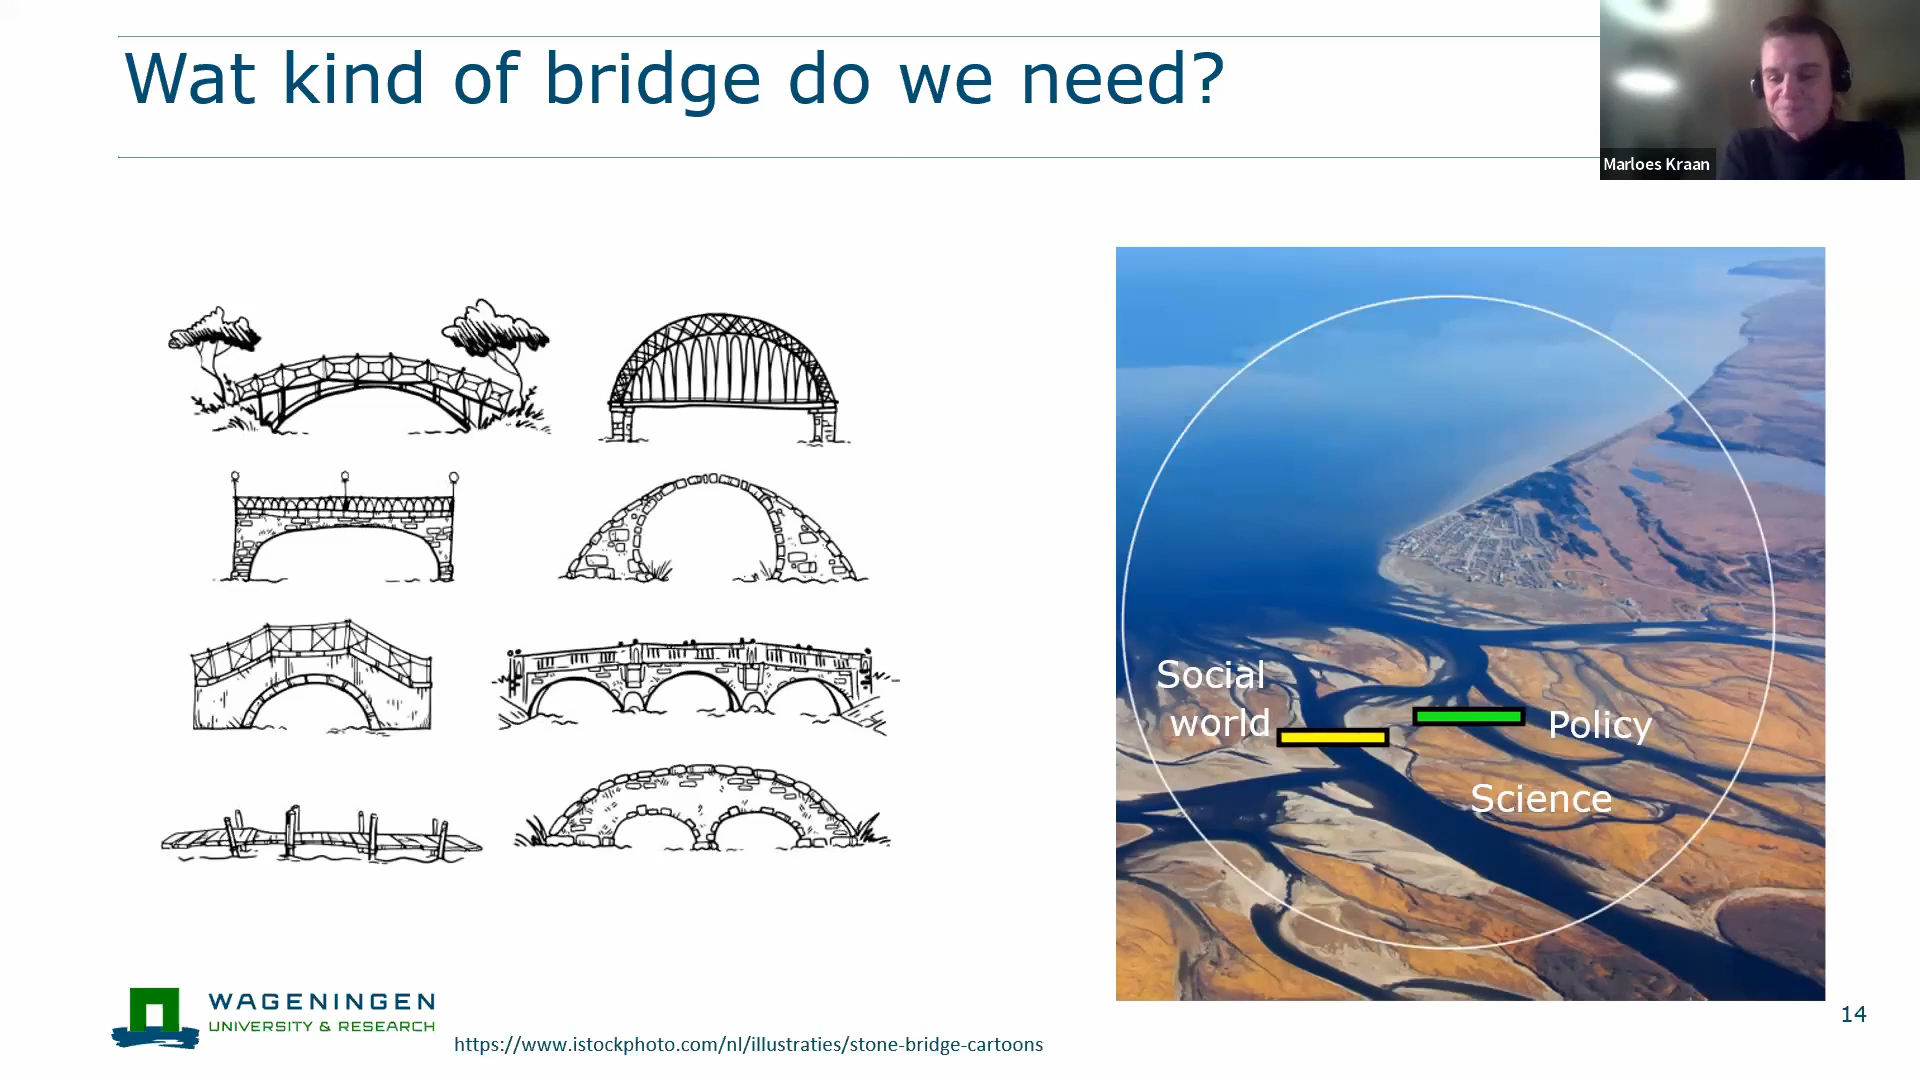 Wat kind of bridge do we need?
Marloes Kraan
Social
world
Policy
Science
WAGENINGEN
UNIVERSITY & RESEARCH
https://www.istockphoto.com/nl/illustraties/stone-bridge-cartoons
14